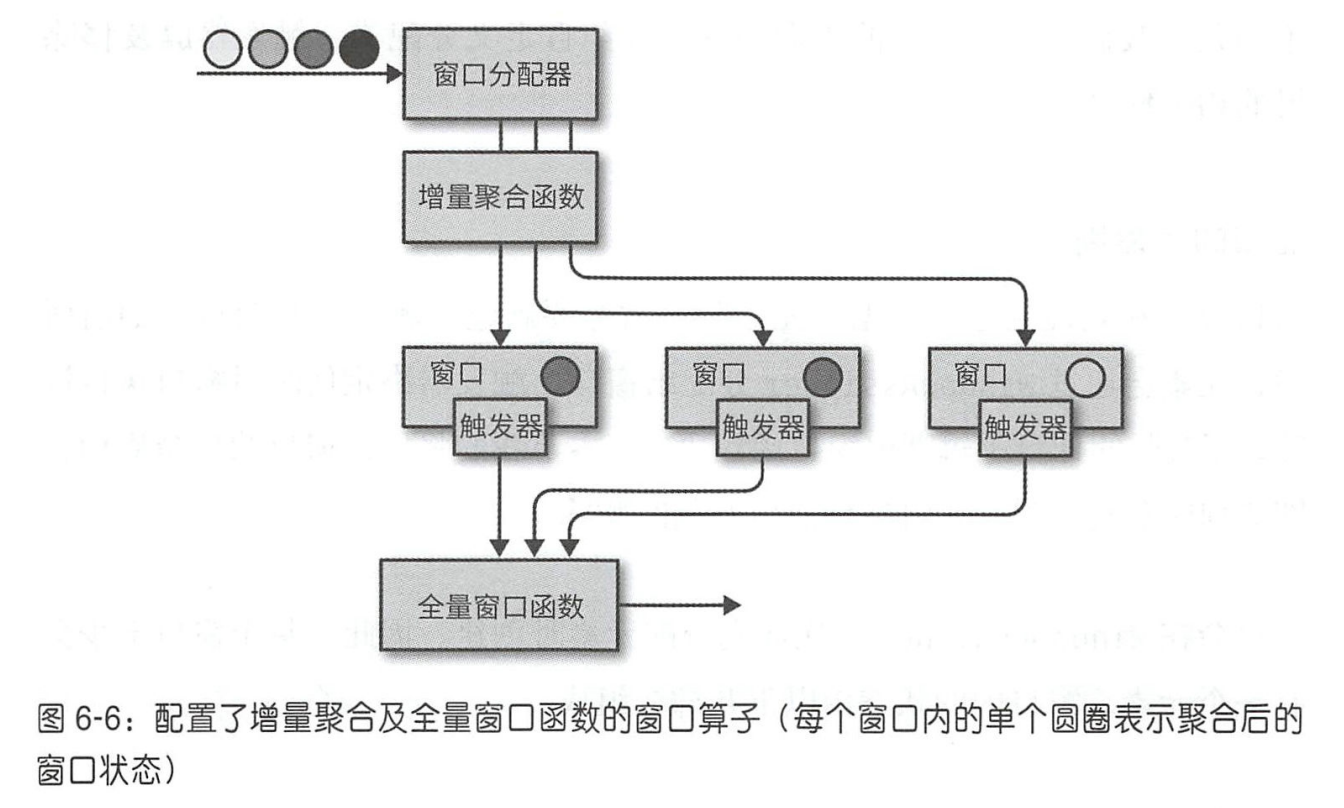 窗口分配器
增量聚合函数
窗口
触发器
窗口
触发器
窗口
触发器
全量窗口函数
图 6-6：配置了增量聚合及全量窗口函数的窗口算子（每个窗口内的单个圆圈表示聚合后的
窗口状态）